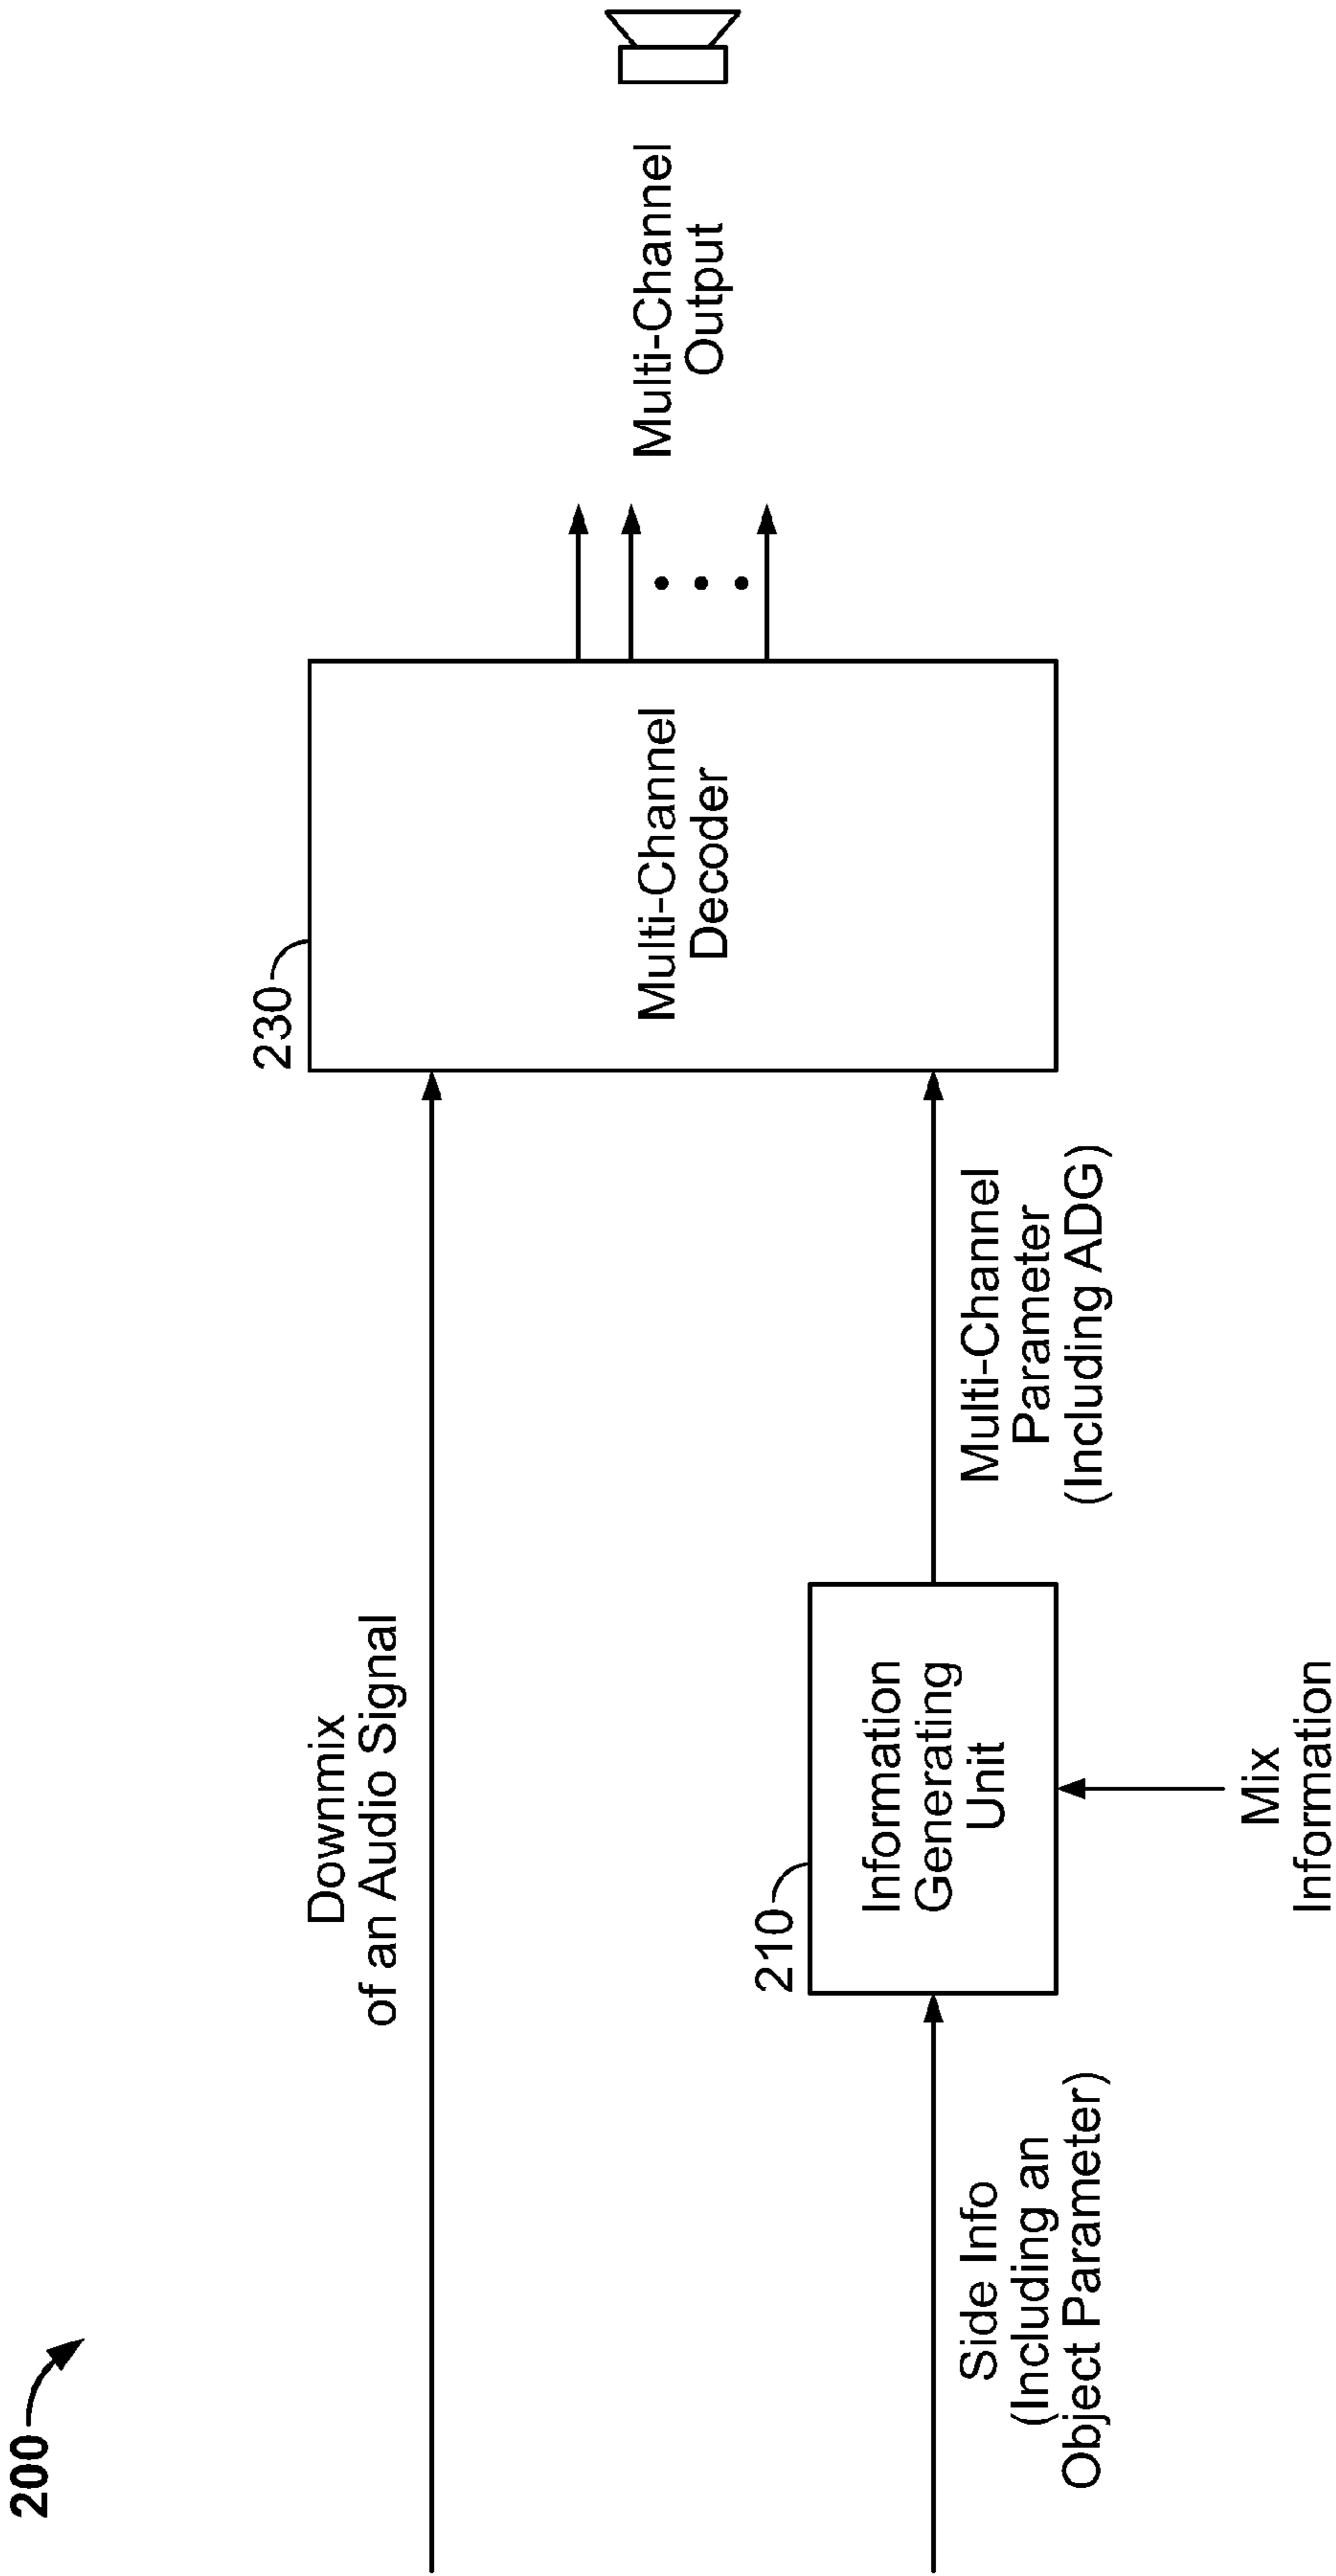 200
Downmix
of an Audio Signal
230
Multi-Channel
Decoder
Multi-Channel
Output
Side Info
(Including an
Object Parameter)
210
Information
Generating
Unit
Mix
Information
Multi-Channel
Parameter
(Including ADG)